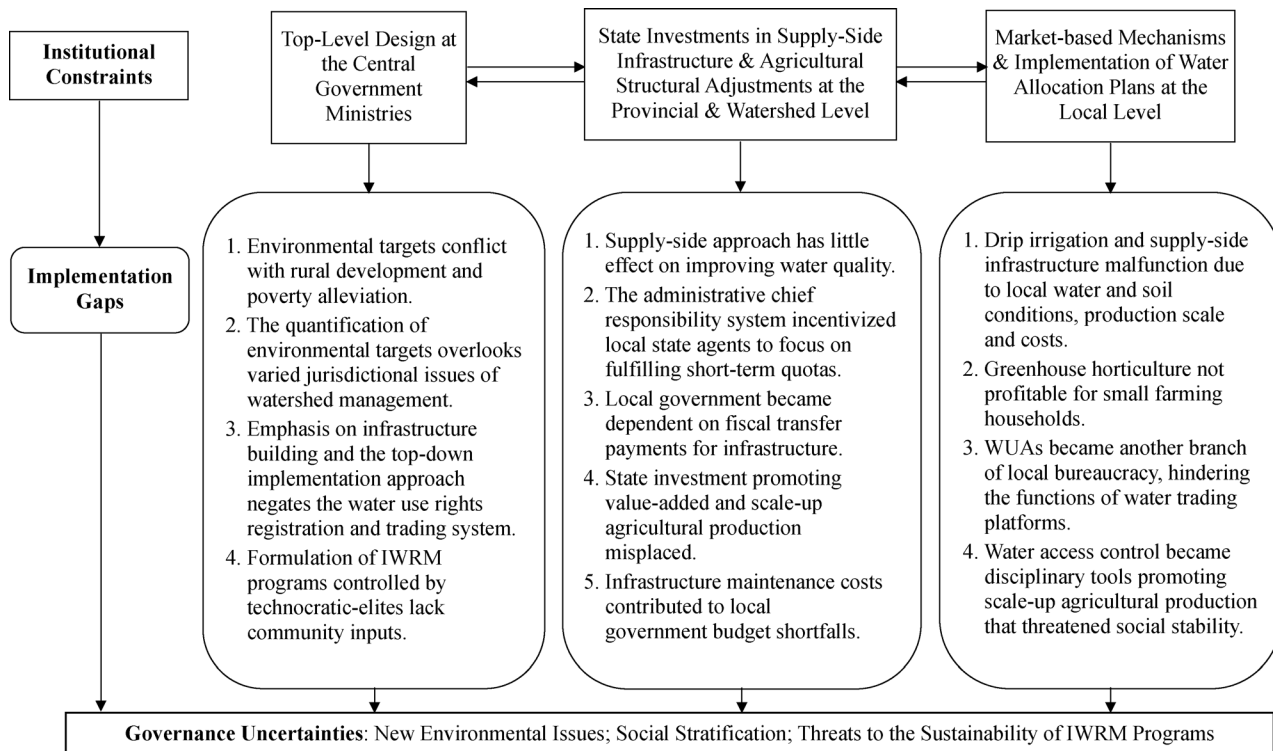 Institutional
Constraints
Top-Level Design at
the Central
Government
Ministries
State Investments in Supply-Side
Infrastructure & Agricultural
Structural Adjustments at the
Provincial & Watershed Level
Market-based Mechanisms
& Implementation of Water
Allocation Plans at the
Local Level
Implementation
Gaps
1. Environmental targets conflict
with rural development and
poverty alleviation.
2. The quantification of
environmental targets overlooks
varied jurisdictional issues of
watershed management.
3. Emphasis on infrastructure
building and the top-down
implementation approach
negates the water use rights
registration and trading system.
4. Formulation of IWRM
programs controlled by
technocratic-elites lack
community inputs.
1. Supply-side approach has little
effect on improving water quality.
2. The administrative chief
responsibility system incentivized
local state agents to focus on
fulfilling short-term quotas.
3. Local government became
dependent on fiscal transfer
payments for infrastructure.
4. State investment promoting
value-added and scale-up
agricultural production
misplaced.
5. Infrastructure maintenance costs
contributed to local
government budget shortfalls.
1. Drip irrigation and supply-side
infrastructure malfunction due
to local water and soil
conditions, production scale
and costs.
2. Greenhouse horticulture not
profitable for small farming
households.
3. WUAs became another branch
of local bureaucracy, hindering
the functions of water trading
platforms.
4. Water access control became
disciplinary tools promoting
scale-up agricultural production
that threatened social stability.
Governance Uncertainties: New Environmental Issues; Social Stratification; Threats to the Sustainability of IWRM Programs